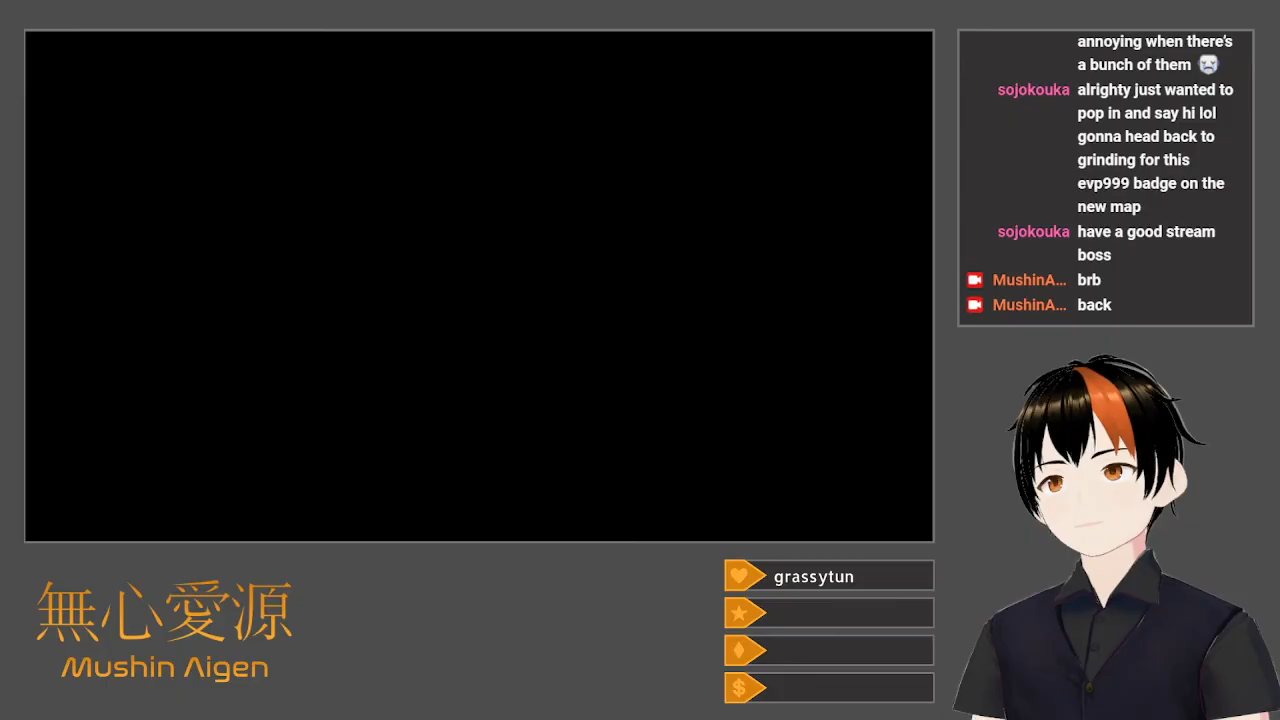 annoying when there's
a bunch of them
sojokouka alrighty just wanted to
pop in and say hi lol
gonna head back to
grinding for this
evp999 badge on the
new map
sojokouka have a good stream
boss
MushinA... brb
MushinA... back
grassytun
無心愛源
Mushin Aigen
$